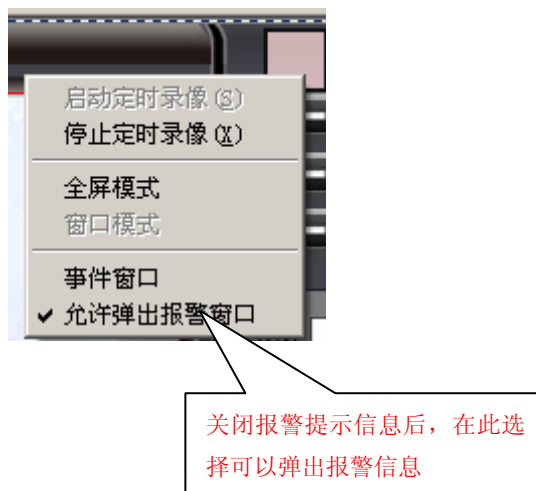 启动定时录像(S)
停止定时录像(X)
全屏模式
窗口模式
事件窗口
✔ 允许弹出报警窗口
关闭报警提示信息后，在此选
择可以弹出报警信息